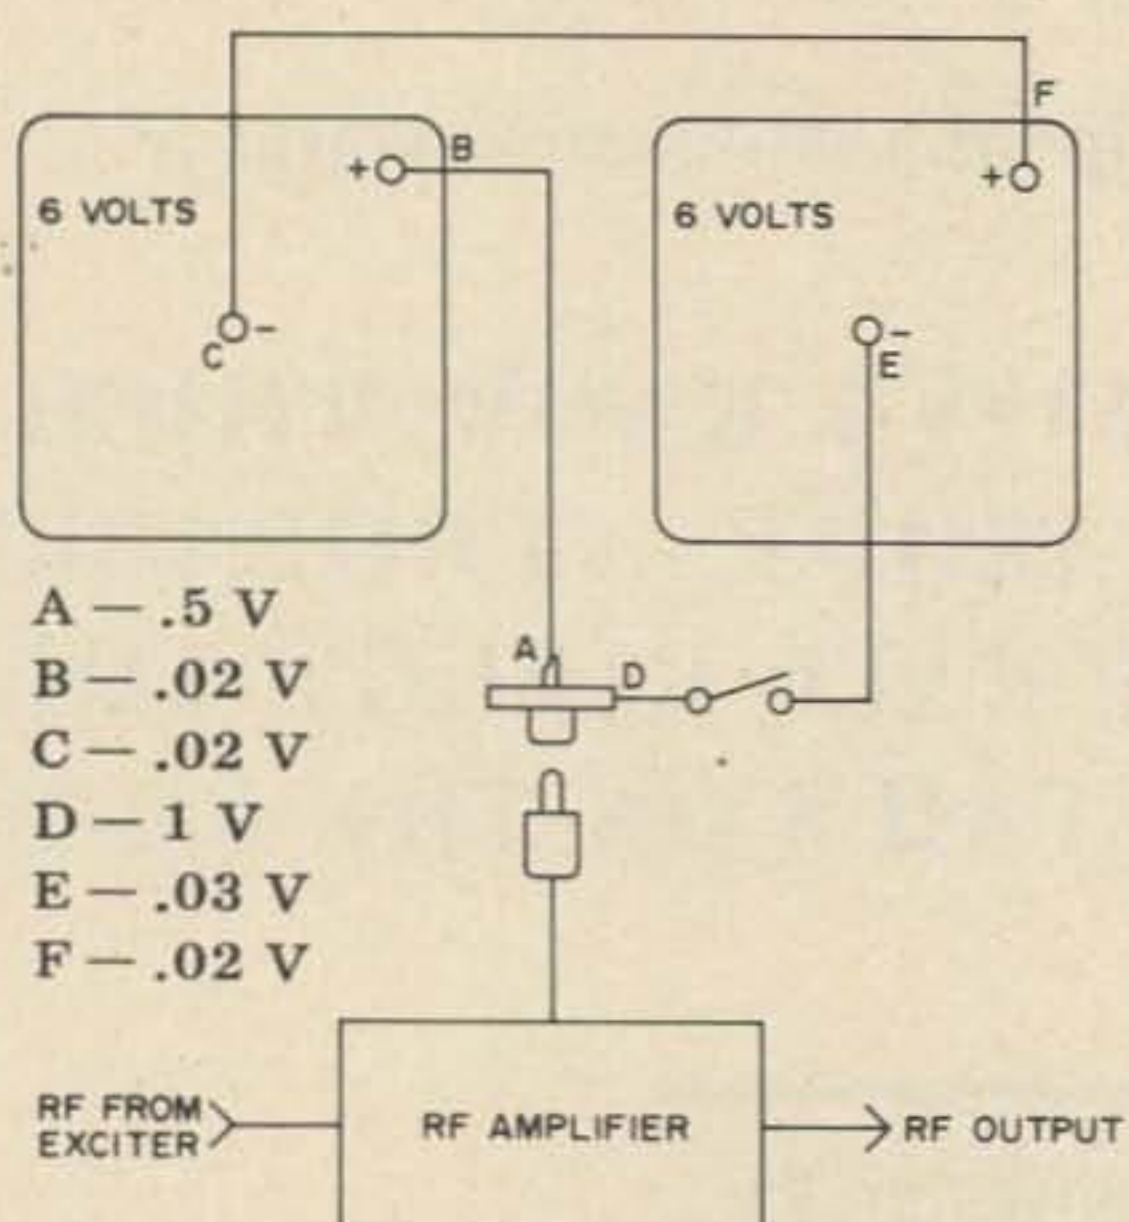 F
+ B
6 VOLTS
+
6 VOLTS
C -
- E
A — .5 V
B — .02 V
C — .02 V
D — 1 V
E — .03 V
F — .02 V
A
D
RF FROM
EXCITER
RF AMPLIFIER
RF OUTPUT